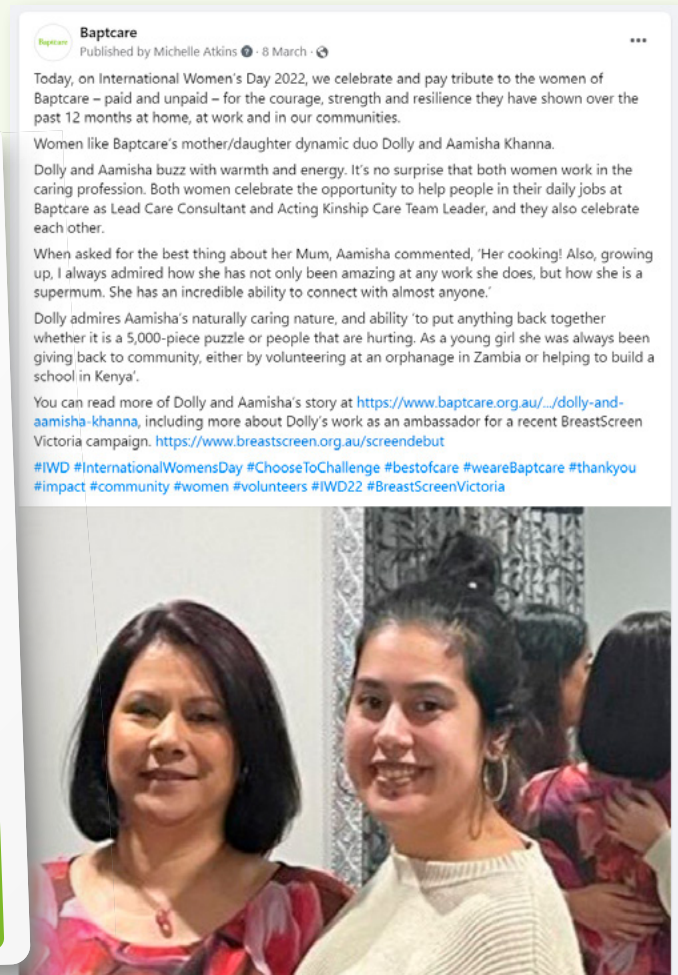 Baptcare
Baptcare
Published by Michelle Atkins · 8 March ·
Today, on International Women's Day 2022, we celebrate and pay tribute to the women of
Baptcare – paid and unpaid – for the courage, strength and resilience they have shown over the
past 12 months at home, at work and in our communities.
Women like Baptcare's mother/daughter dynamic duo Dolly and Aamisha Khanna.
Dolly and Aamisha buzz with warmth and energy. It's no surprise that both women work in the
caring profession. Both women celebrate the opportunity to help people in their daily jobs at
Baptcare as Lead Care Consultant and Acting Kinship Care Team Leader, and they also celebrate
each other.
When asked for the best thing about her Mum, Aamisha commented, 'Her cooking! Also, growing
up, I always admired how she has not only been amazing at any work she does, but how she is a
supermum. She has an incredible ability to connect with almost anyone.'
Dolly admires Aamisha's naturally caring nature, and ability 'to put anything back together
whether it is a 5,000-piece puzzle or people that are hurting. As a young girl she was always been
giving back to community, either by volunteering at an orphanage in Zambia or helping to build a
school in Kenya'.
You can read more of Dolly and Aamisha's story at https://www.baptcare.org.au/.../dolly-and-
aamisha-khanna, including more about Dolly's work as an ambassador for a recent BreastScreen
Victoria campaign. https://www.breastscreen.org.au/screendebut
#IWD #InternationalWomensDay #ChooseToChallenge #bestofcare #weareBaptcare #thankyou
#impact #community #women #volunteers #IWD22 #BreastScreenVictoria